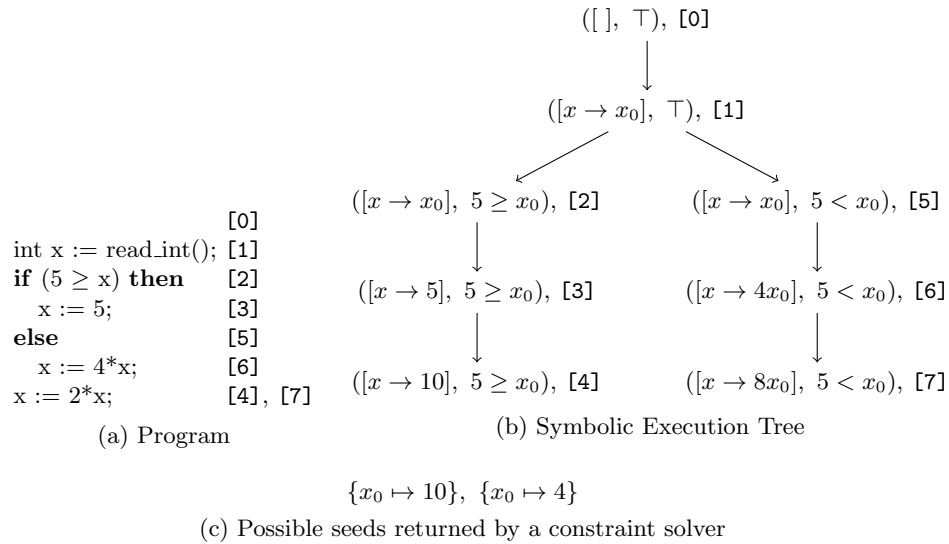 ([ ], ⊤), [0]
([x → x₀], ⊤), [1]
([x → x₀], 5 ≥ x₀), [2]
([x → x₀], 5 < x₀), [5]
([x → 5], 5 ≥ x₀), [3]
([x → 4x₀], 5 < x₀), [6]
([x → 10], 5 ≥ x₀), [4]
([x → 8x₀], 5 < x₀), [7]
(b) Symbolic Execution Tree
[0]
int x := read_int(); [1]
if (5 ≥ x) then [2]
x := 5; [3]
else [5]
x := 4*x; [6]
x := 2*x; [4], [7]
(a) Program
{x₀ ↦ 10}, {x₀ ↦ 4}
(c) Possible seeds returned by a constraint solver